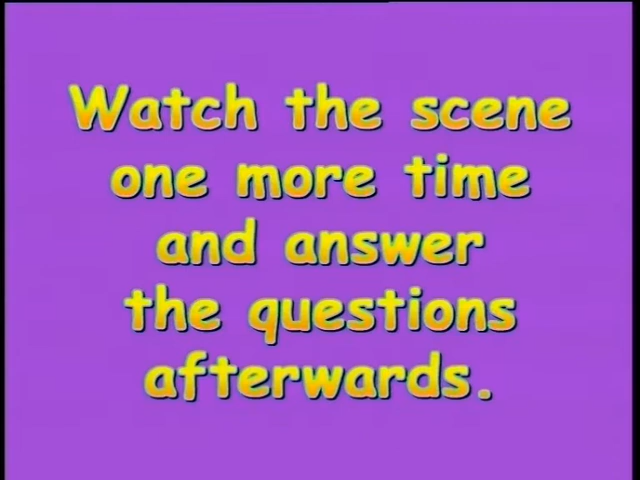 Watch the scene
one more time
and answer
the questions
afterwards.